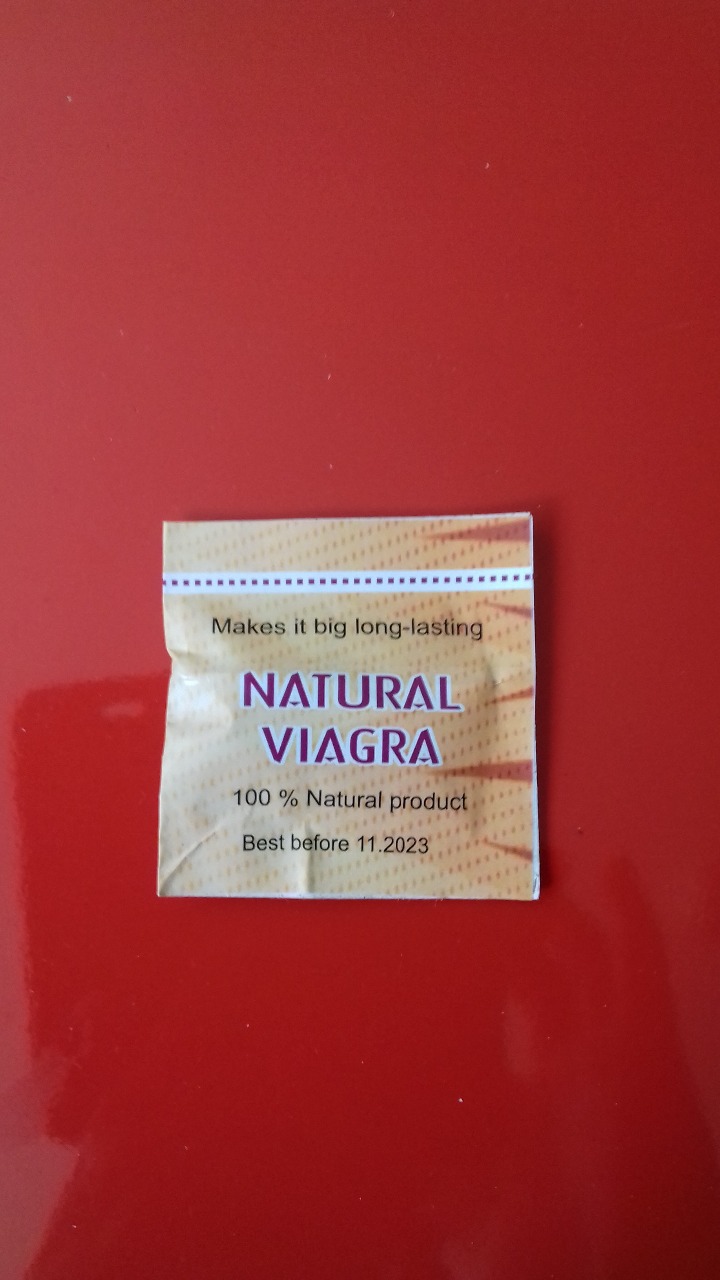 Makes it big long-lasting
NATURAL
VIAGRA
100 % Natural product
Best before 11.2023